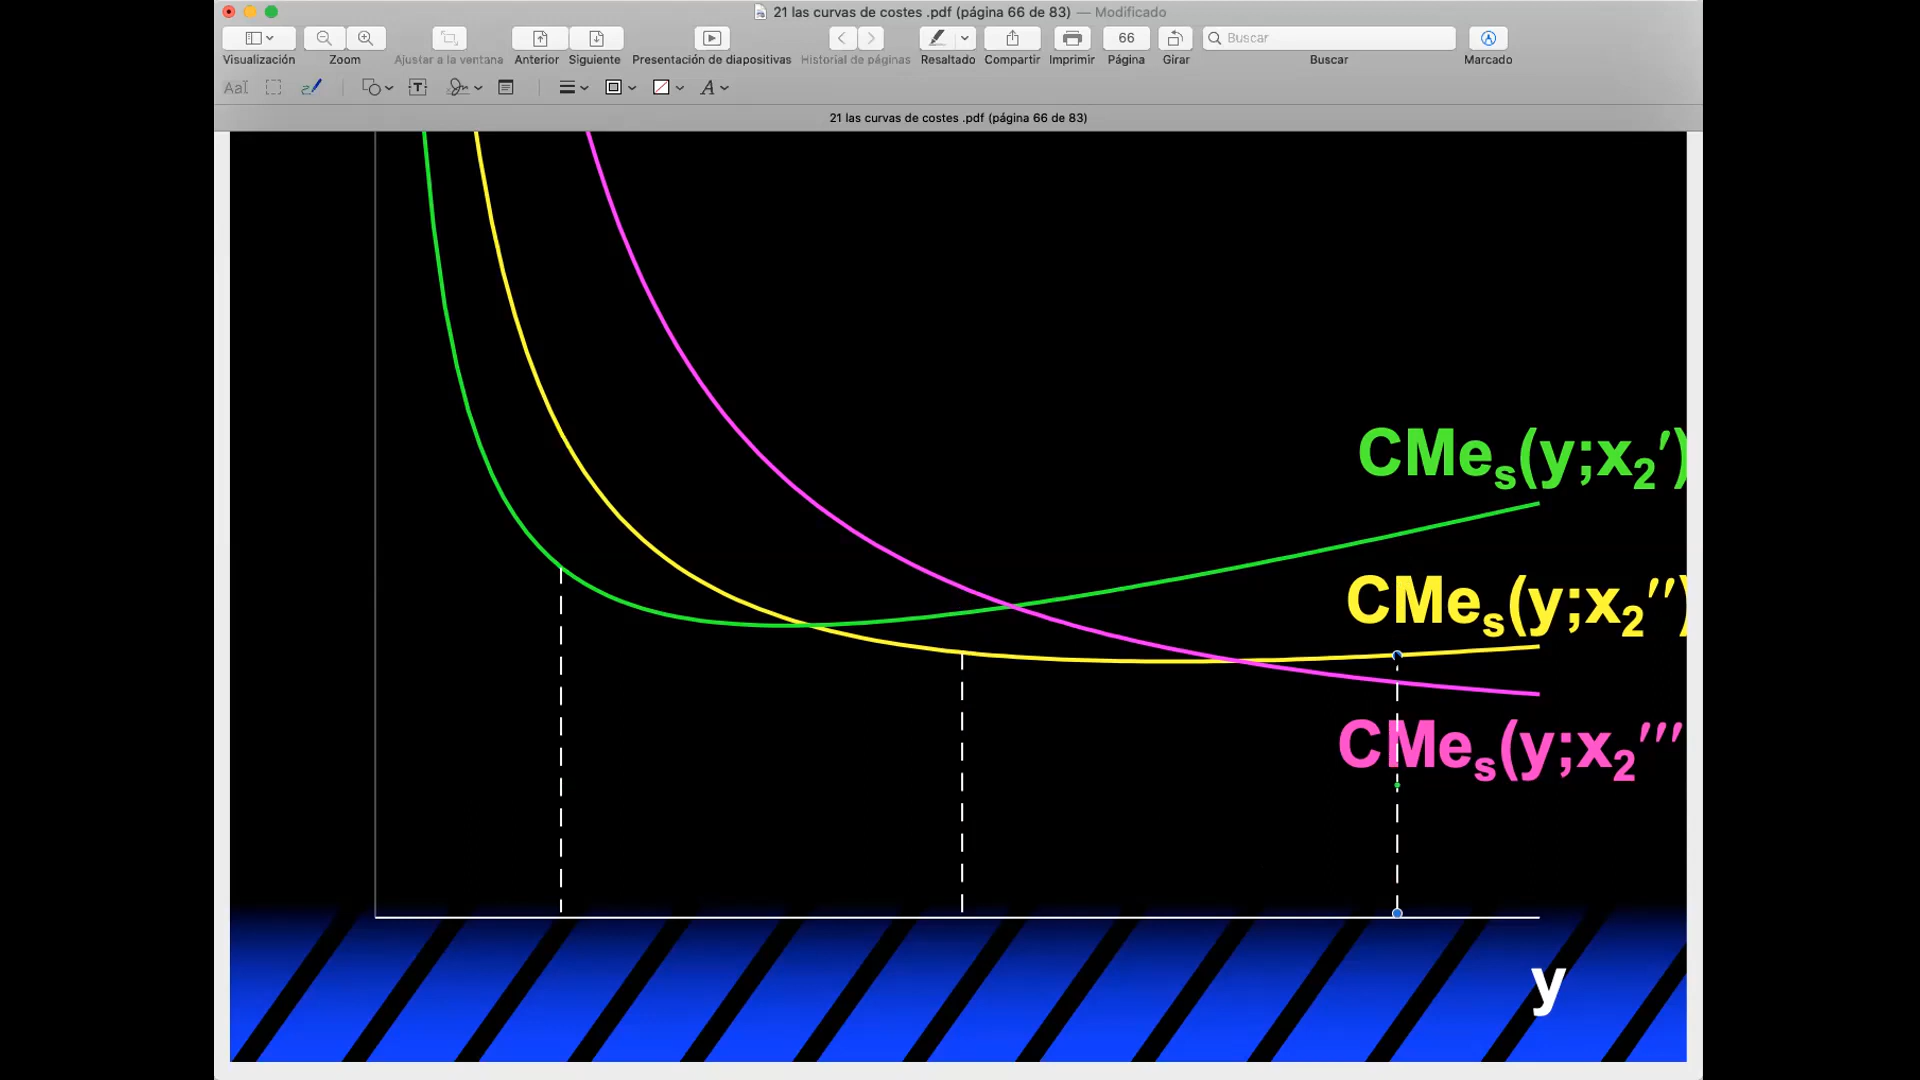 21 las curvas de costes .pdf (página 66 de 83) — Modificado
66
Buscar
Visualización
Zoom
Ajustar a la ventana
Anterior
Siguiente
Presentación de diapositivas
Historial de páginas
Resaltado
Compartir
Imprimir
Página
Girar
Buscar
Marcado
AaI
T
A
21 las curvas de costes .pdf (página 66 de 83)
CMeₛ(y;x₂′)
CMeₛ(y;x₂′′)
CMeₛ(y;x₂′′′
y